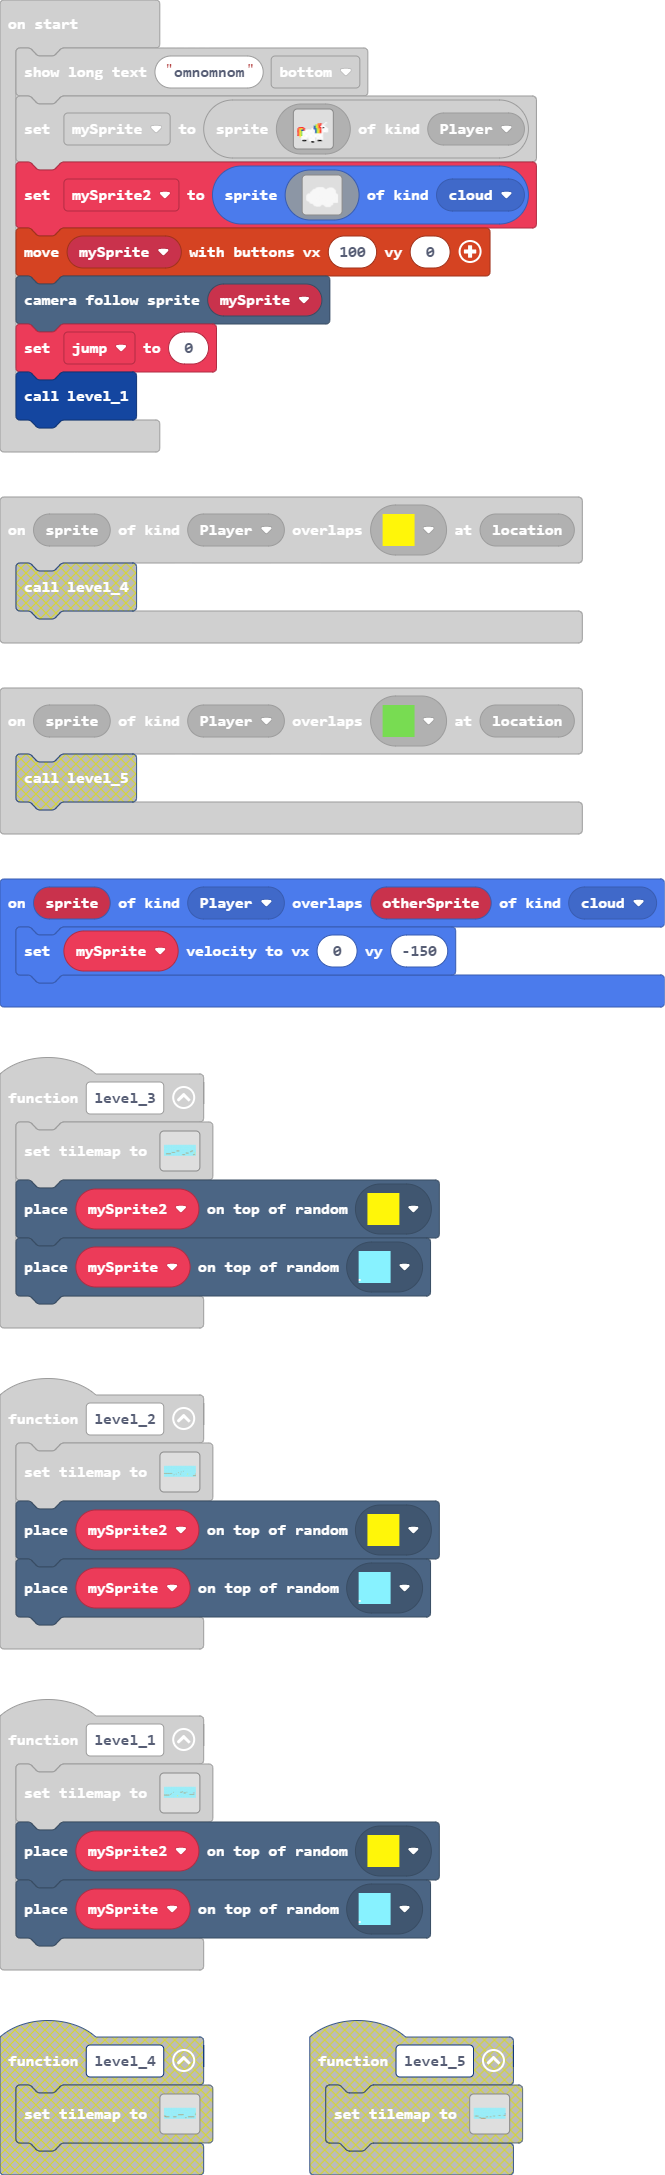 on start
show long text "omnomnom" bottom
set mySprite to sprite of kind Player
set mySprite2 to sprite of kind cloud
move mySprite with buttons vx 100 vy 0
camera follow sprite mySprite
set jump to 0
call level_1
on sprite of kind Player overlaps at location
call level_4
on sprite of kind Player overlaps at location
call level_5
on sprite of kind Player overlaps otherSprite of kind cloud
set mySprite velocity to vx 0 vy -150
function level_3
set tilemap to
place mySprite2 on top of random
place mySprite on top of random
function level_2
set tilemap to
place mySprite2 on top of random
place mySprite on top of random
function level_1
set tilemap to
place mySprite2 on top of random
place mySprite on top of random
function level_4
set tilemap to
function level_5
set tilemap to